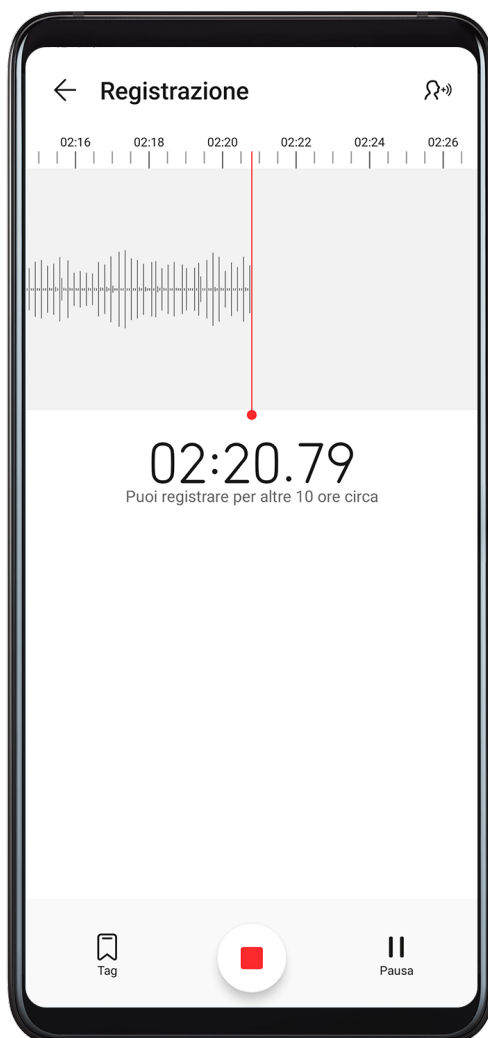 Registrazione
02:16 02:18 02:20 02:22 02:24 02:26
02:20.79
Puoi registrare per altre 10 ore circa
Tag Pausa